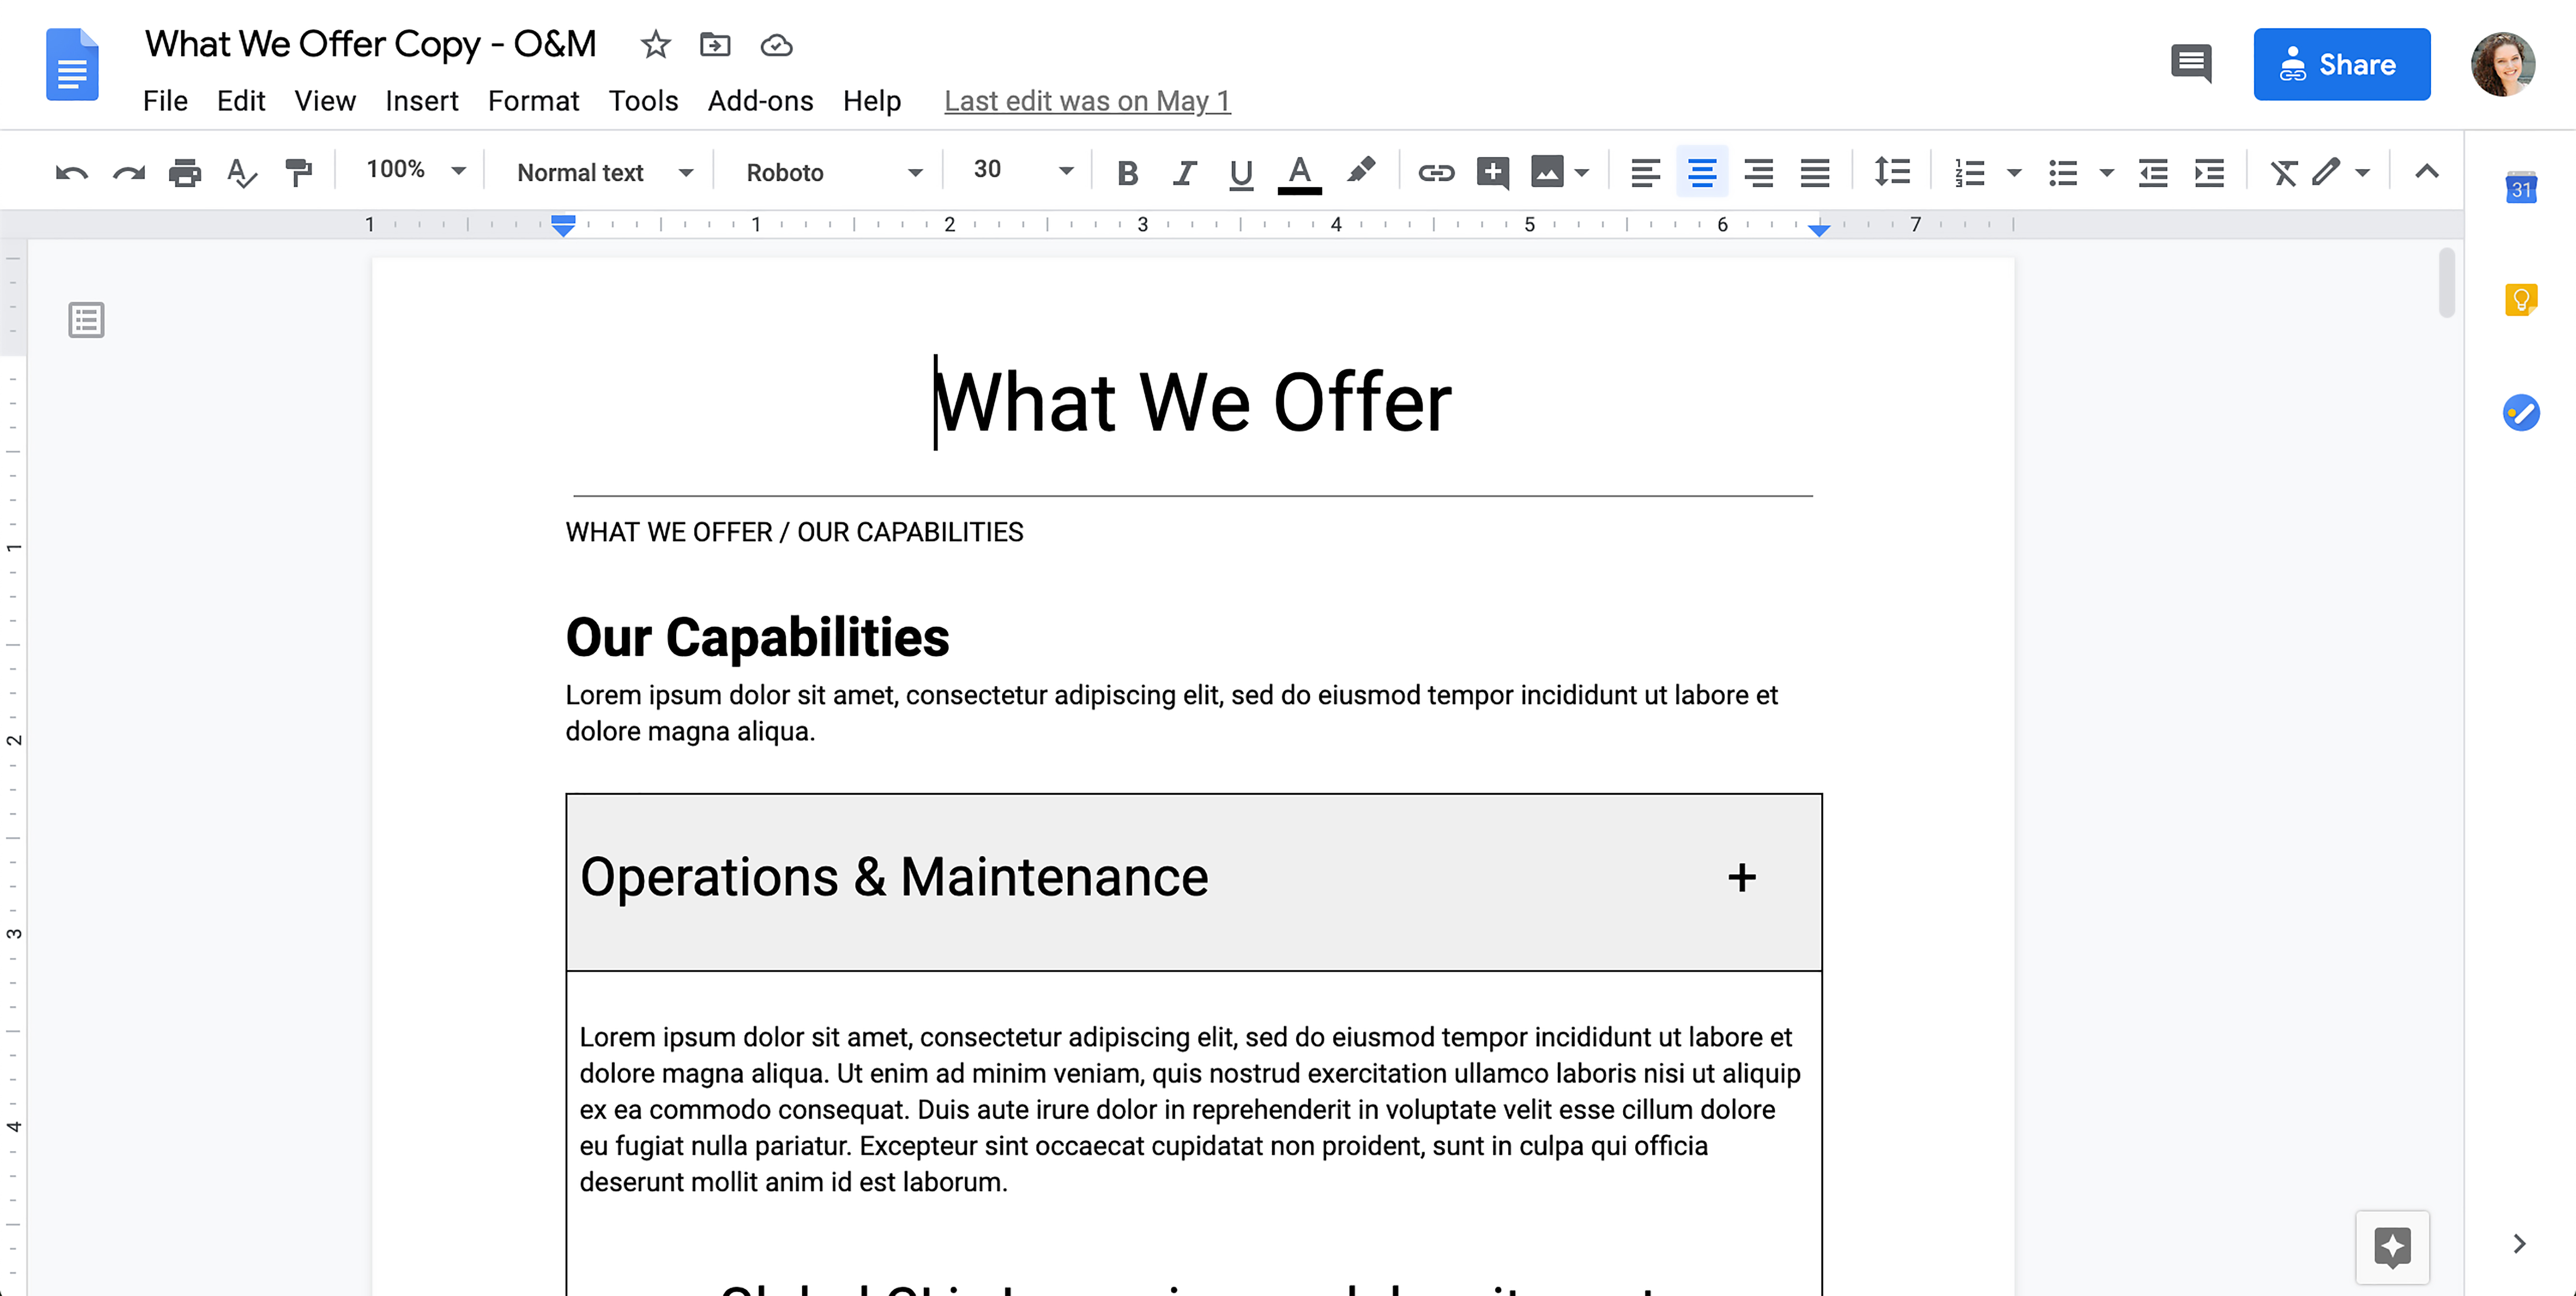 What We Offer Copy - O&M
File Edit View Insert Format Tools Add-ons Help Last edit was on May 1
Share
100% Normal text Roboto 30 B I U A
31
1 1 2 3 4 5 6 7
What We Offer
WHAT WE OFFER / OUR CAPABILITIES
Our Capabilities
Lorem ipsum dolor sit amet, consectetur adipiscing elit, sed do eiusmod tempor incididunt ut labore et
dolore magna aliqua.
Operations & Maintenance +
Lorem ipsum dolor sit amet, consectetur adipiscing elit, sed do eiusmod tempor incididunt ut labore et
dolore magna aliqua. Ut enim ad minim veniam, quis nostrud exercitation ullamco laboris nisi ut aliquip
ex ea commodo consequat. Duis aute irure dolor in reprehenderit in voluptate velit esse cillum dolore
eu fugiat nulla pariatur. Excepteur sint occaecat cupidatat non proident, sunt in culpa qui officia
deserunt mollit anim id est laborum.
1
2
3
4